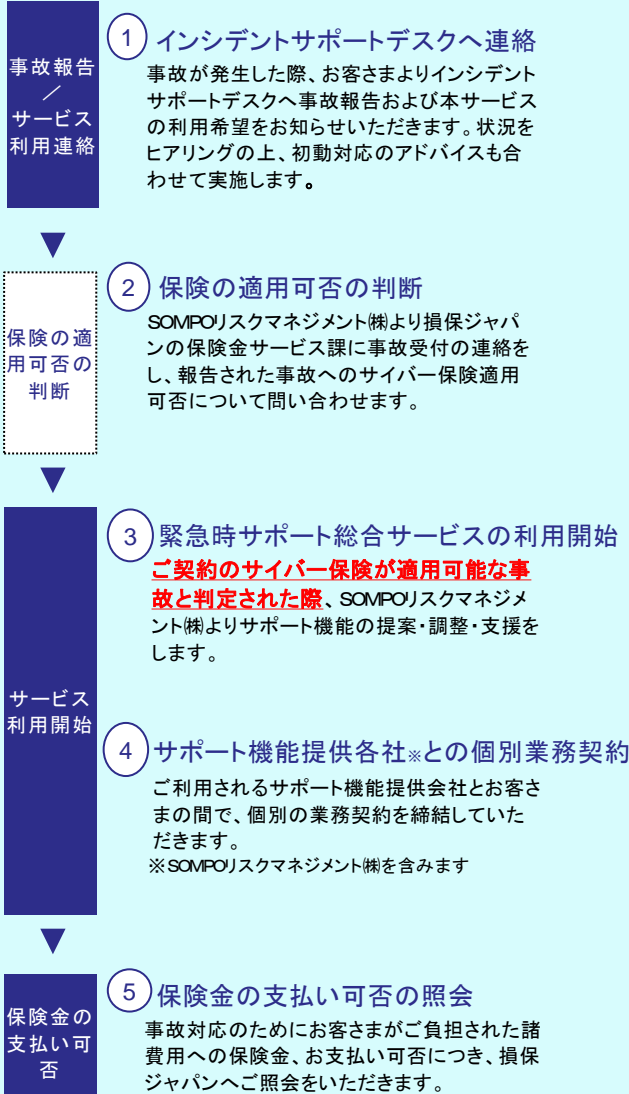 事故報告
／
サービス
利用連絡
1 インシデントサポートデスクへ連絡
事故が発生した際、お客さまよりインシデント
サポートデスクへ事故報告および本サービス
の利用希望をお知らせいただきます。状況を
ヒアリングの上、初動対応のアドバイスも合
わせて実施します。
保険の適
用可否の
判断
2 保険の適用可否の判断
SOMPOリスクマネジメント㈱より損保ジャパ
ンの保険金サービス課に事故受付の連絡を
し、報告された事故へのサイバー保険適用
可否について問い合わせます。
サービス
利用開始
3 緊急時サポート総合サービスの利用開始
ご契約のサイバー保険が適用可能な事
故と判定された際、SOMPOリスクマネジメ
ント㈱よりサポート機能の提案・調整・支援を
します。
4 サポート機能提供各社※との個別業務契約
ご利用されるサポート機能提供会社とお客さ
まの間で、個別の業務契約を締結していた
だきます。
※SOMPOリスクマネジメント㈱を含みます
保険金の
支払い可
否
5 保険金の支払い可否の照会
事故対応のためにお客さまがご負担された諸
費用への保険金、お支払い可否につき、損保
ジャパンへご照会をいただきます。